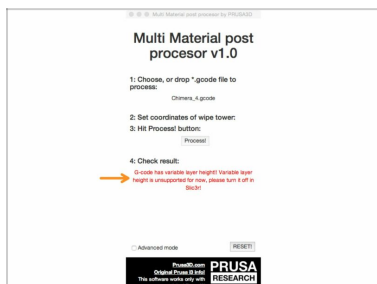 Multi Material post processor by PRUSA3D
Multi Material post
procesor v1.0
1: Choose, or drop *.gcode file to
process:
Chimera_4.gcode
2: Set coordinates of wipe tower:
3: Hit Process! button:
Process!
4: Check result:
G-code has variable layer height!! Variable layer
height is unsupported for now, please turn it off in
Slic3r!
Advanced mode
RESET!
Prusa3D.com
Original Prusa i3 info!
This software works only with
PRUSA
RESEARCH